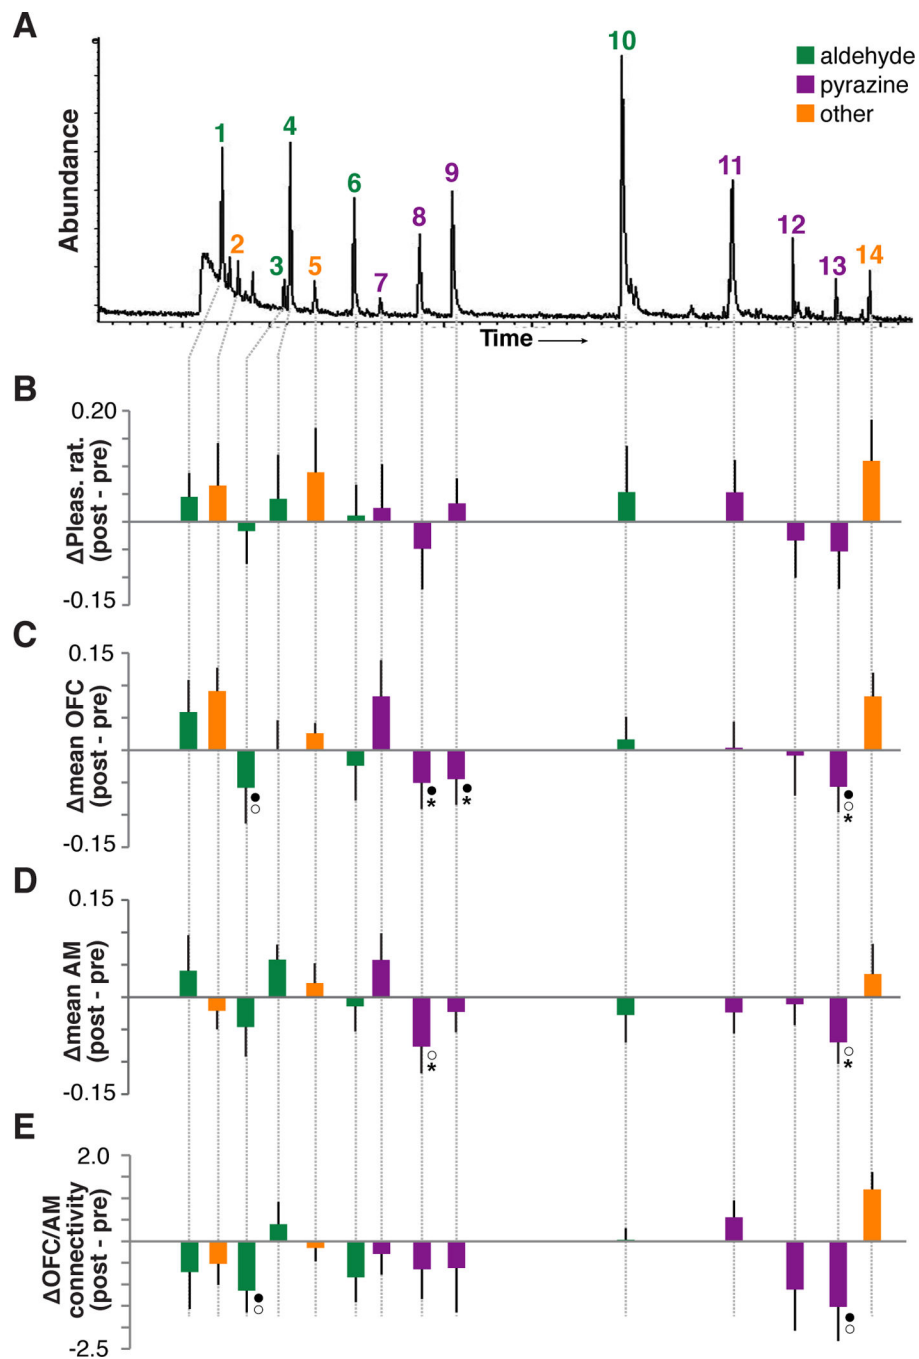 A
Abundance
1
2
3
4
5
6
7
8
9
10
11
12
13
14
aldehyde
pyrazine
other
Time
B
ΔPleas. rat.
(post - pre)
0.20
-0.15
C
Δmean OFC
(post - pre)
0.15
-0.15
*
*
*
D
Δmean AM
(post - pre)
0.15
-0.15
*
*
E
ΔOFC/AM
connectivity
(post - pre)
2.0
-2.5